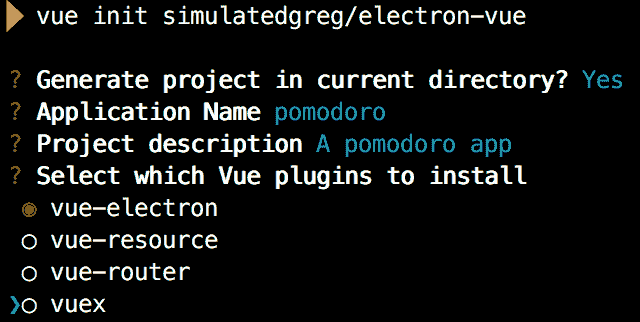 vue init simulatedgreg/electron-vue
? Generate project in current directory? Yes
? Application Name pomodoro
? Project description A pomodoro app
? Select which Vue plugins to install
◉ vue-electron
◯ vue-resource
◯ vue-router
❯◯ vuex